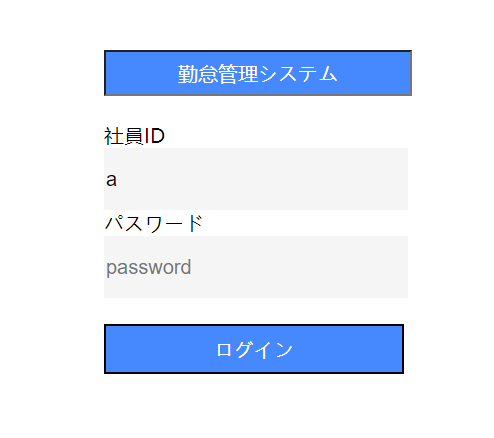 勤怠管理システム
社員ID
a
パスワード
password
ログイン